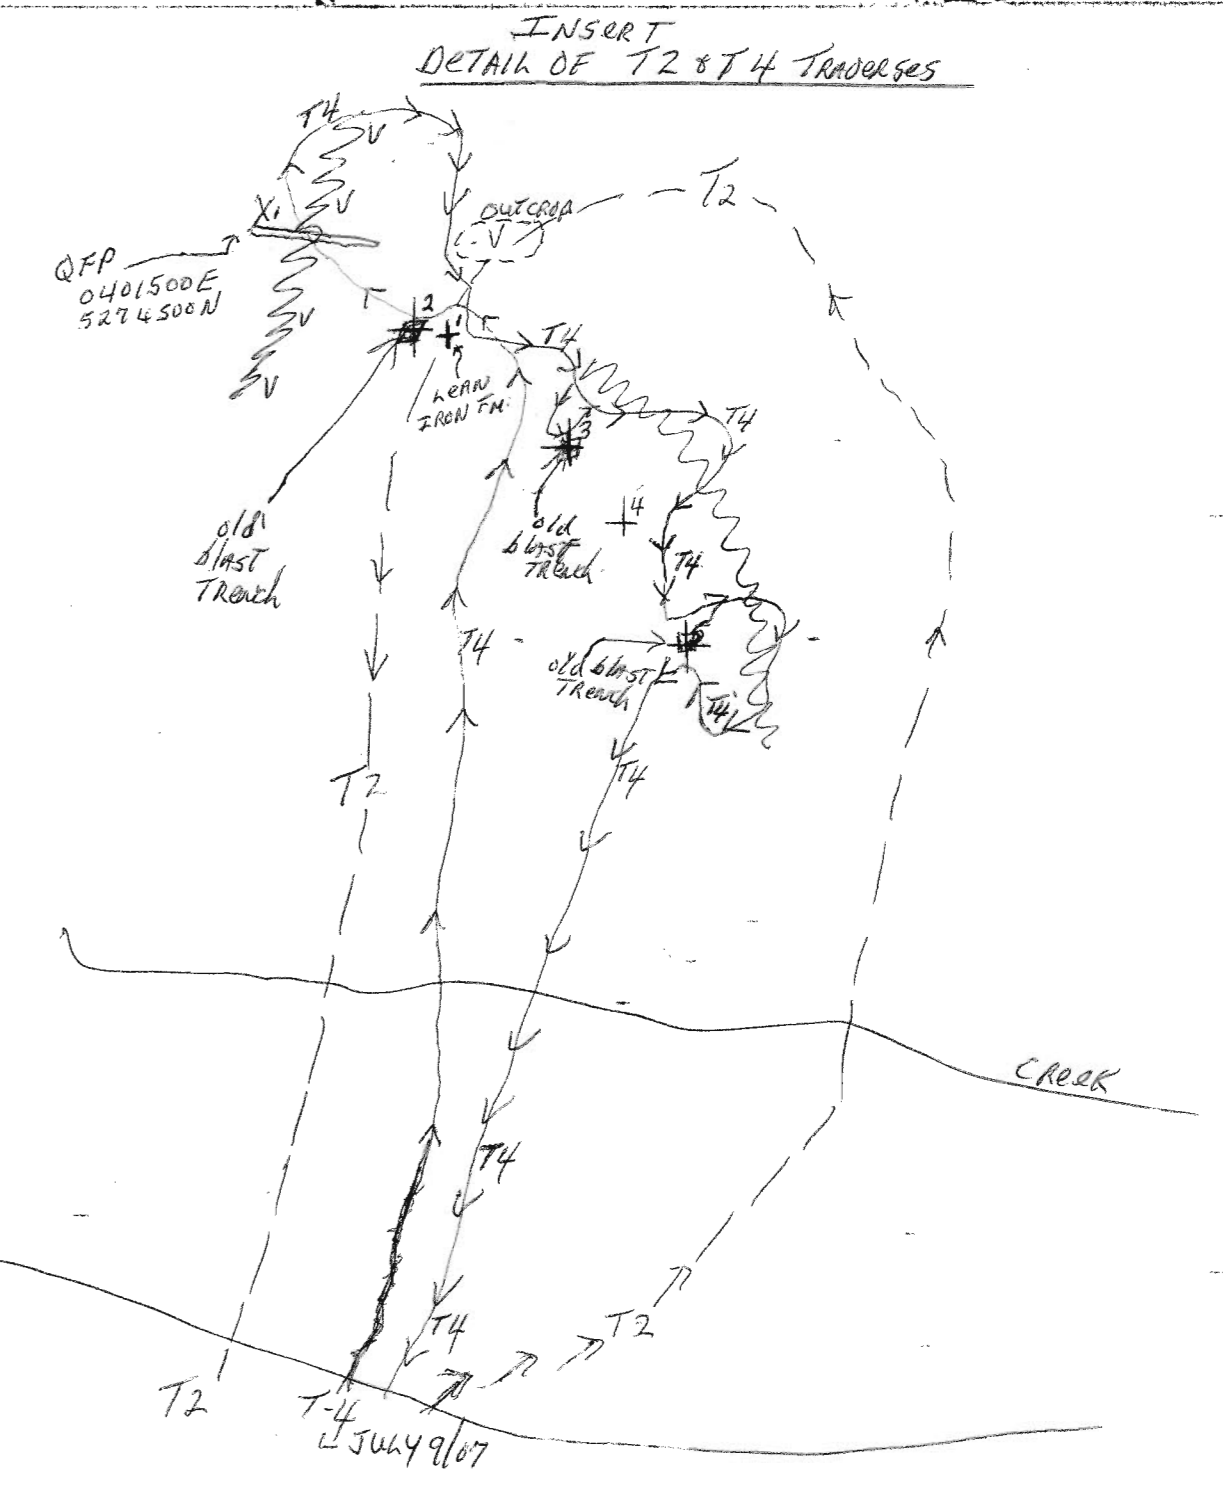 INSERT
DETAIL OF T2 & T4 TRAVERSES
T4
V
T2
V
X1
OUTCROP
V
QFP
0401500E
5274500N
2
1
V
T4
V
LEAN
IRON FM.
T4
3
4
old
blast
Trench
old
blast
Trench
T4
T4
5
old blast
Trench
T4
T4
T2
CREEK
T4
T4
T2
T2
T-4
JULY 9/07